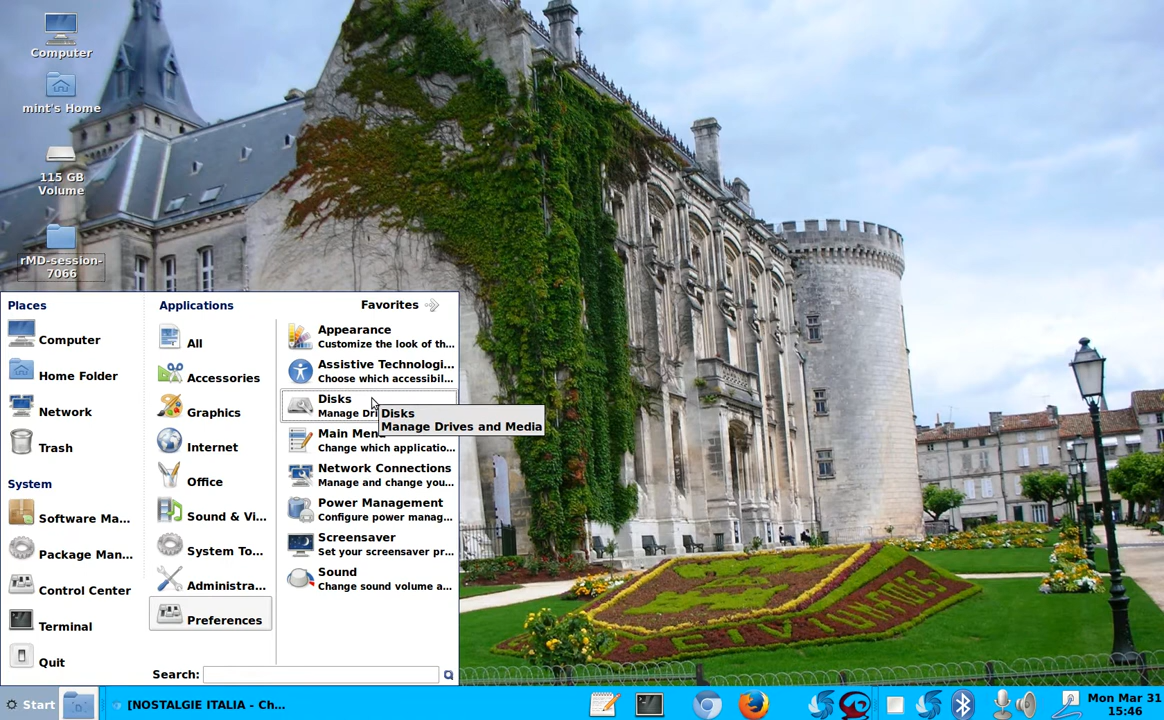 Computer
mint's Home
115 GB
Volume
rMD-session-
7066
Places
Computer
Home Folder
Network
Trash
System
Software Ma...
Package Man...
Control Center
Terminal
Quit
Applications
All
Accessories
Graphics
Internet
Office
Sound & Vi...
System To...
Administra...
Preferences
Favorites
Appearance
Customize the look of th...
Assistive Technologi...
Choose which accessibil...
Disks
Manage Dri
Disks
Manage Drives and Media
Main Menu
Change which applicatio...
Network Connections
Manage and change you...
Power Management
Configure power manag...
Screensaver
Set your screensaver pr...
Sound
Change sound volume a...
Search:
Start
[NOSTALGIE ITALIA - Ch...
Mon Mar 31
15:46